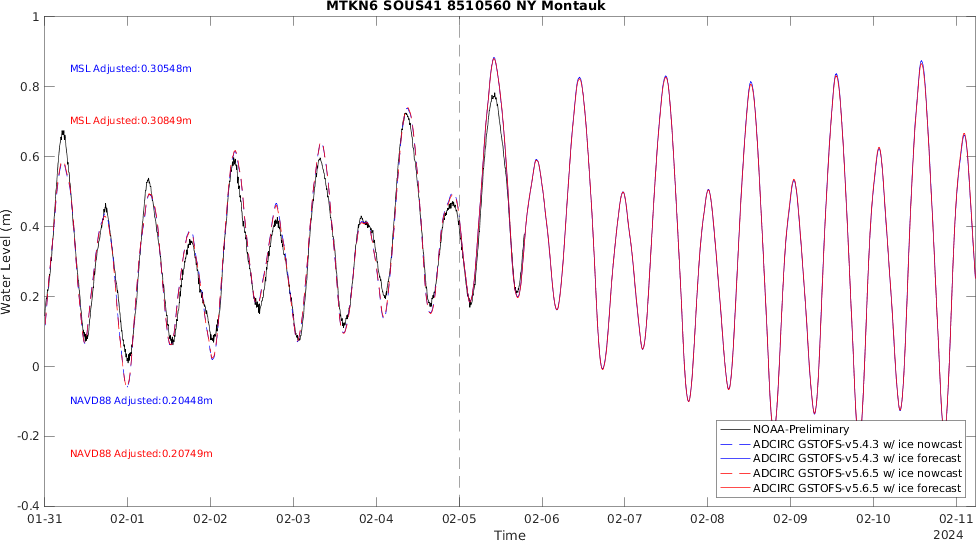 MTKN6 SOUS41 8510560 NY Montauk
1
0.8
0.6
0.4
0.2
0
-0.2
-0.4
Water Level (m)
MSL Adjusted:0.30548m
MSL Adjusted:0.30849m
NAVD88 Adjusted:0.20448m
NAVD88 Adjusted:0.20749m
NOAA-Preliminary
ADCIRC GSTOFS-v5.4.3 w/ ice nowcast
ADCIRC GSTOFS-v5.4.3 w/ ice forecast
ADCIRC GSTOFS-v5.6.5 w/ ice nowcast
ADCIRC GSTOFS-v5.6.5 w/ ice forecast
01-31 02-01 02-02 02-03 02-04 02-05 02-06 02-07 02-08 02-09 02-10 02-11
Time
2024